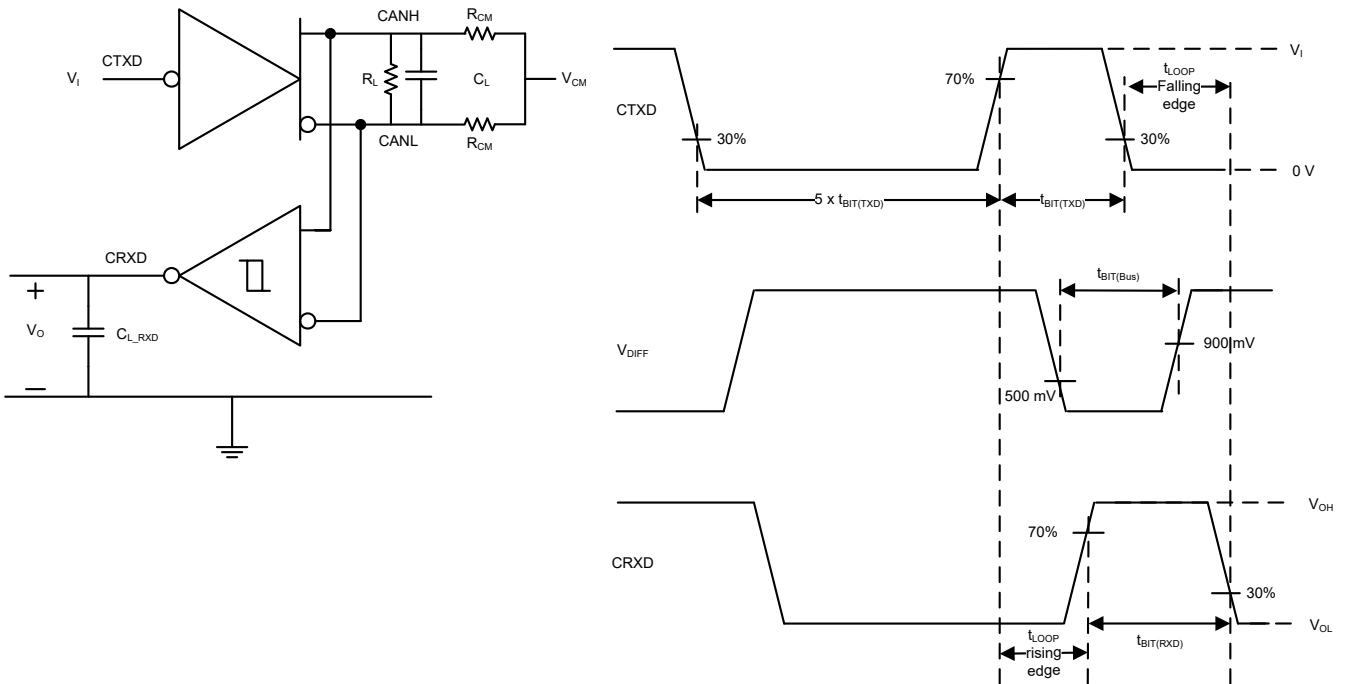 CANH
R_CM
CTXD
V_I
R_L
C_L
V_CM
CANL
R_CM
CRXD
+
V_O
C_L_RXD
—
V_I
t_LOOP
Falling
edge
70%
CTXD
30%
30%
0 V
5 x t_BIT(TXD)
t_BIT(TXD)
t_BIT(Bus)
V_DIFF
900 mV
500 mV
V_OH
70%
CRXD
30%
V_OL
t_LOOP
rising
edge
t_BIT(RXD)